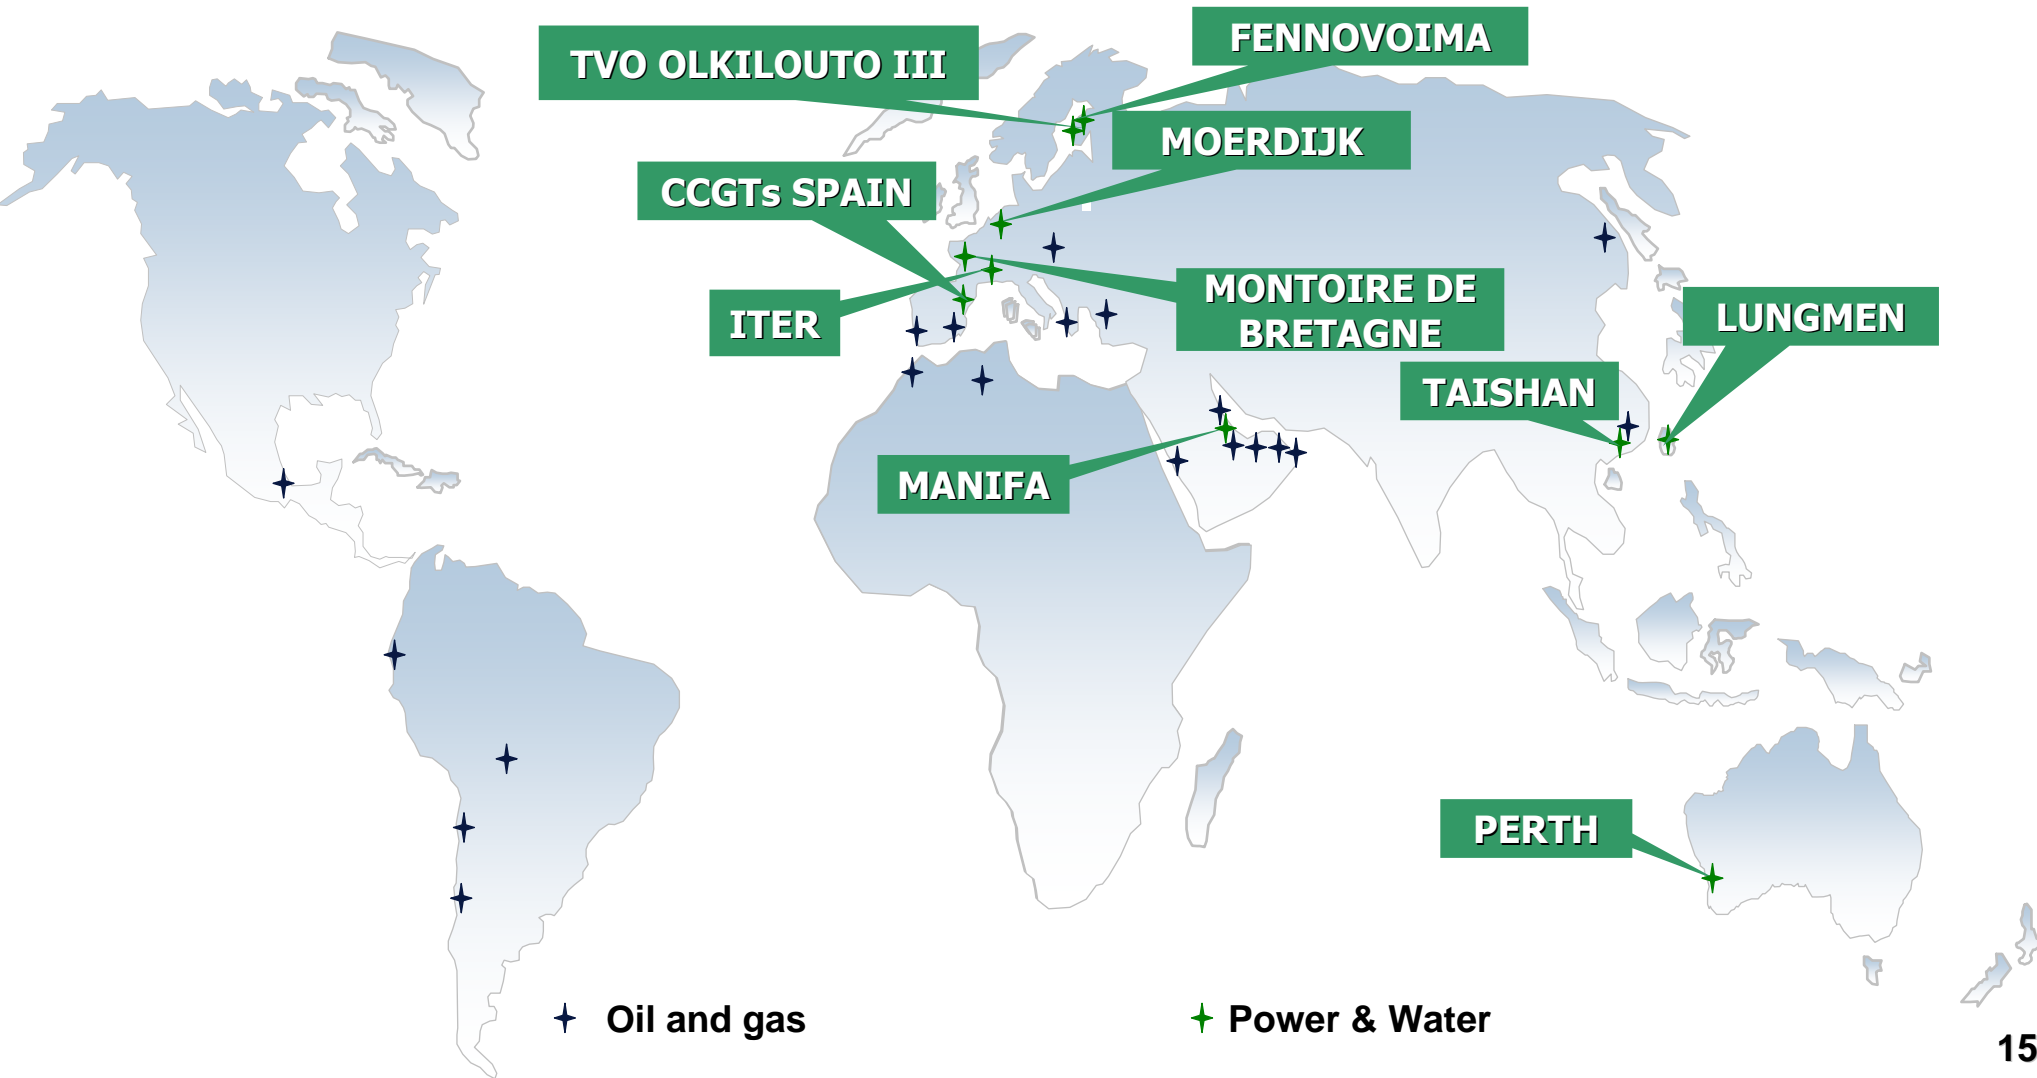 FENNOVOIMA
TVO OLKILOUTO III
MOERDIJK
CCGTs SPAIN
MONTOIRE DE
BRETAGNE
ITER
LUNGMEN
TAISHAN
MANIFA
PERTH
Oil and gas
Power & Water
15